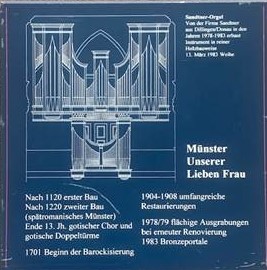 Sandtner-Orgel
Von der Firma Sandtner
aus Dillingen/Donau in den
Jahren 1978-1983 erbaut
Instrument in reiner
Holzbauweise
13. März 1983 Weihe
Münster
Unserer
Lieben Frau
Nach 1120 erster Bau
Nach 1220 zweiter Bau
(spätromanisches Münster)
Ende 13. Jh. gotischer Chor und
gotische Doppeltürme
1701 Beginn der Barockisierung
1904-1908 umfangreiche
Restaurierungen
1978/79 flächige Ausgrabungen
bei erneuter Renovierung
1983 Bronzeportale